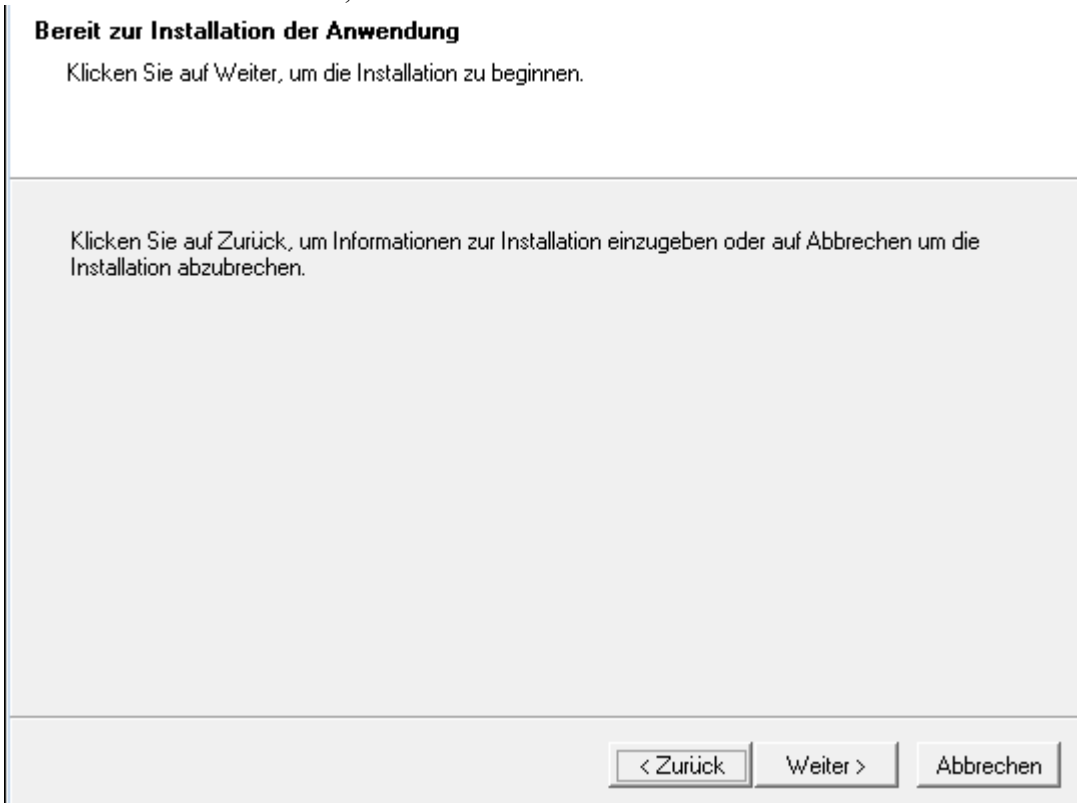 Bereit zur Installation der Anwendung
Klicken Sie auf Weiter, um die Installation zu beginnen.
Klicken Sie auf Zurück, um Informationen zur Installation einzugeben oder auf Abbrechen um die
Installation abzubrechen.
< Zurück Weiter > Abbrechen